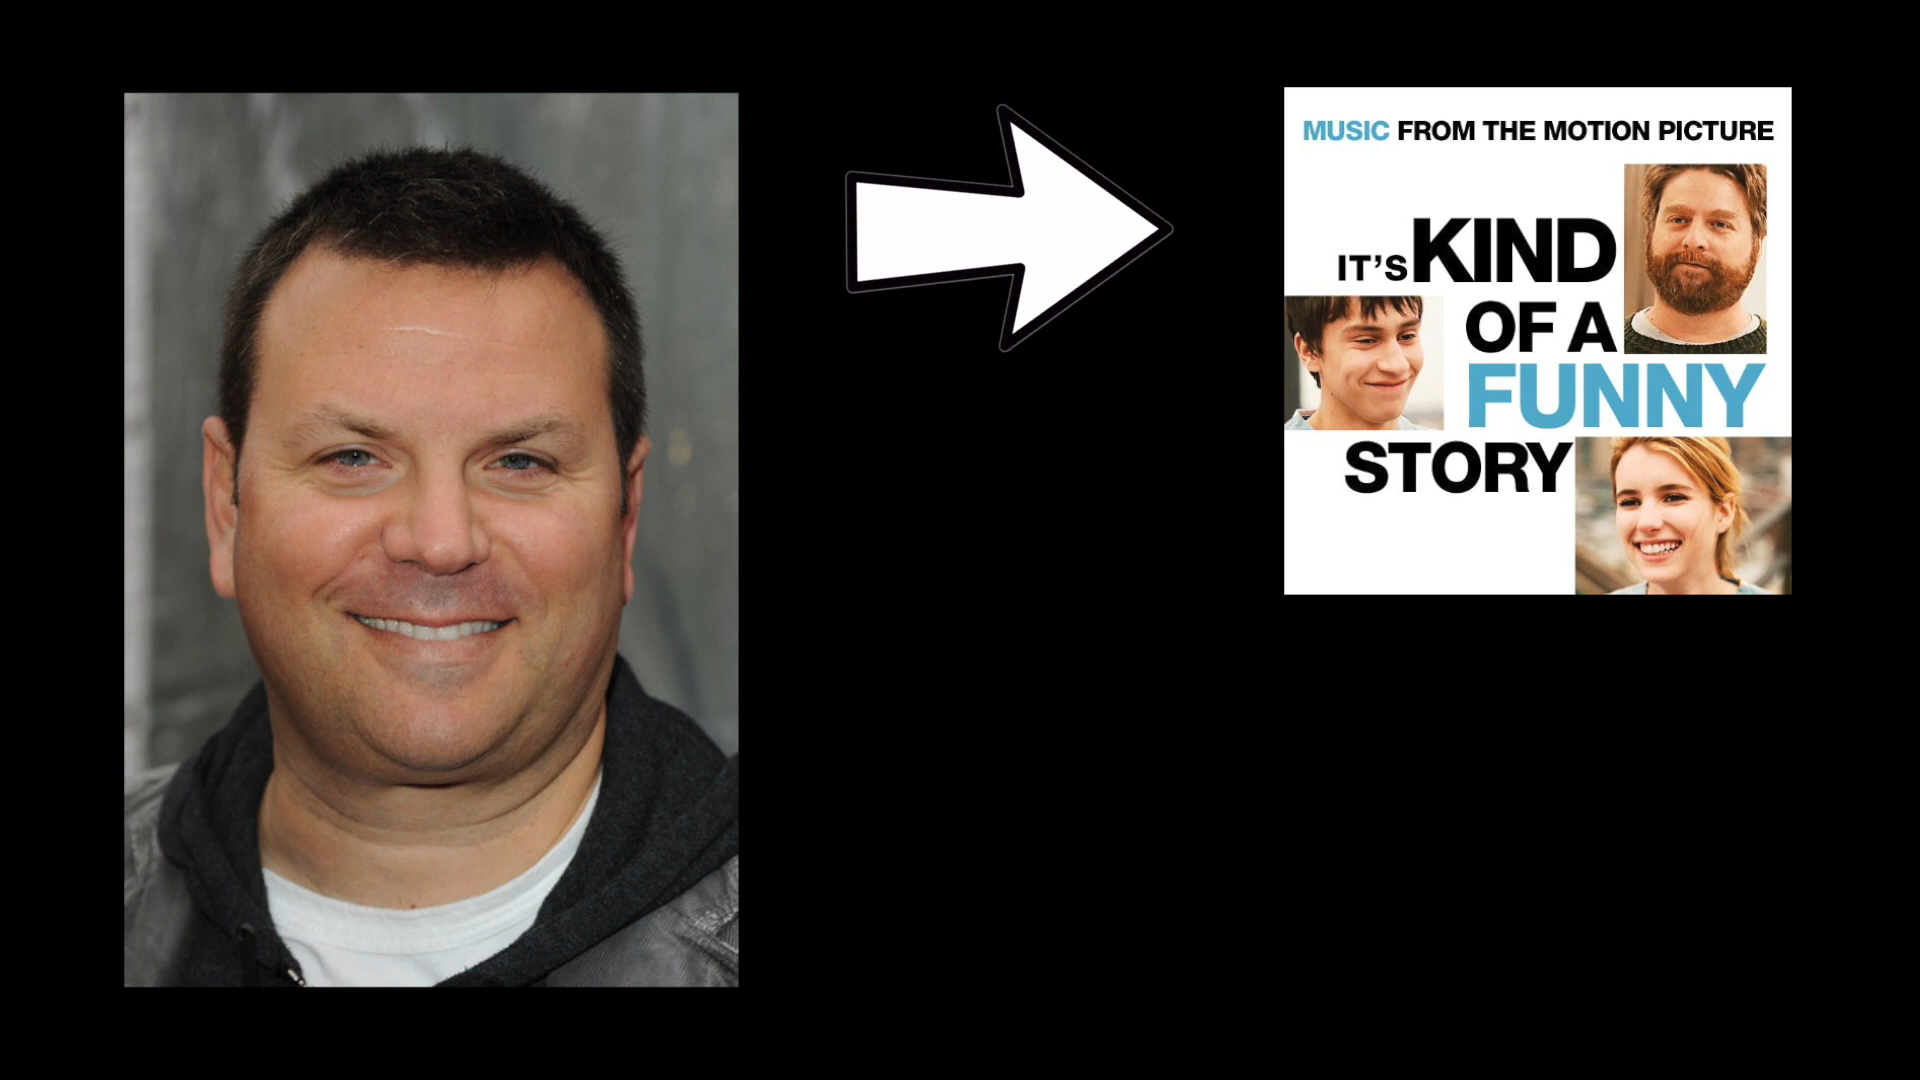 MUSIC FROM THE MOTION PICTURE
IT'S KIND
OF A
FUNNY
STORY